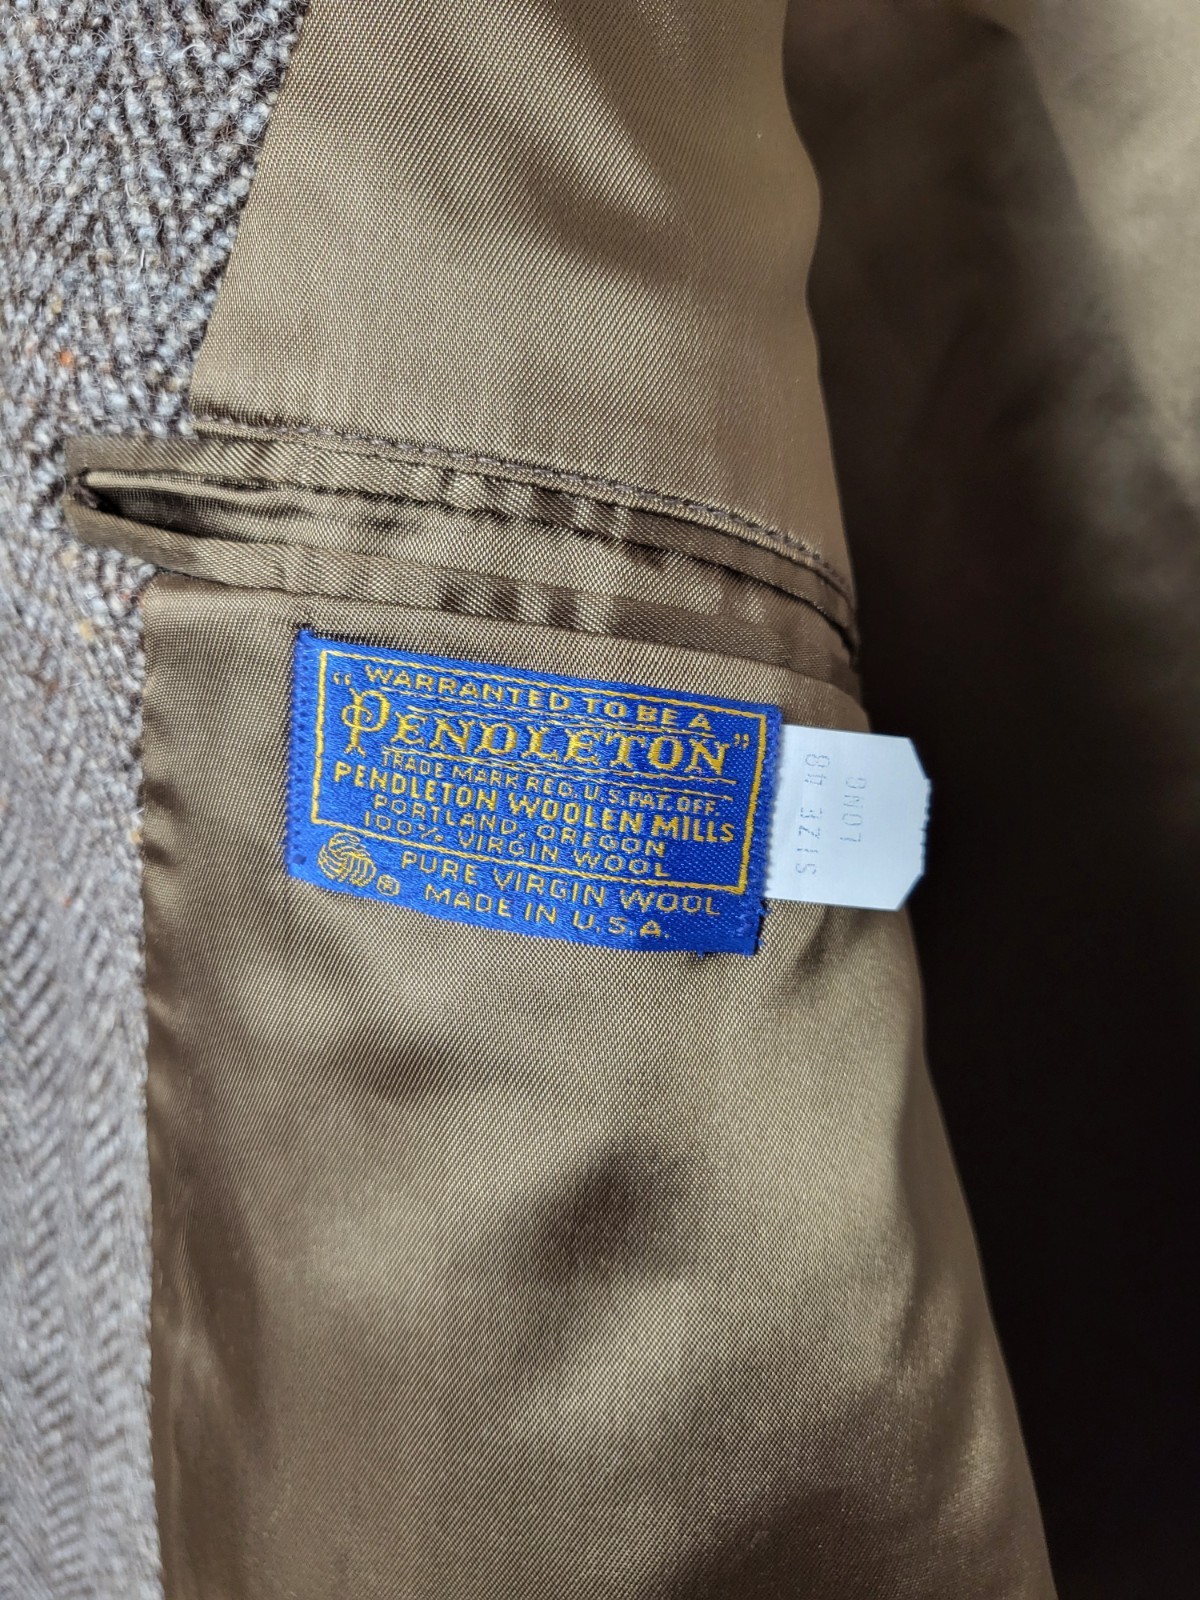 WARRANTED TO BE A
"PENDLETON"
TRADE MARK REG. U.S. PAT. OFF.
PENDLETON WOOLEN MILLS
PORTLAND, OREGON
100% VIRGIN WOOL
PURE VIRGIN WOOL
® MADE IN U.S.A.
SIZE 48
LONG